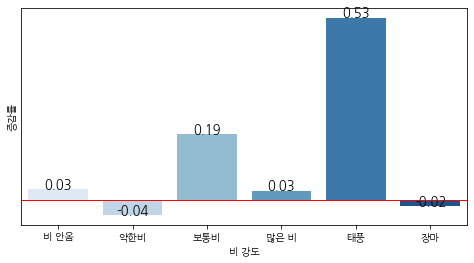 0.53
0.19
0.03
-0.04
0.03
-0.02
증감률
비 안옴
약한비
보통비
많은 비
태풍
장마
비 강도